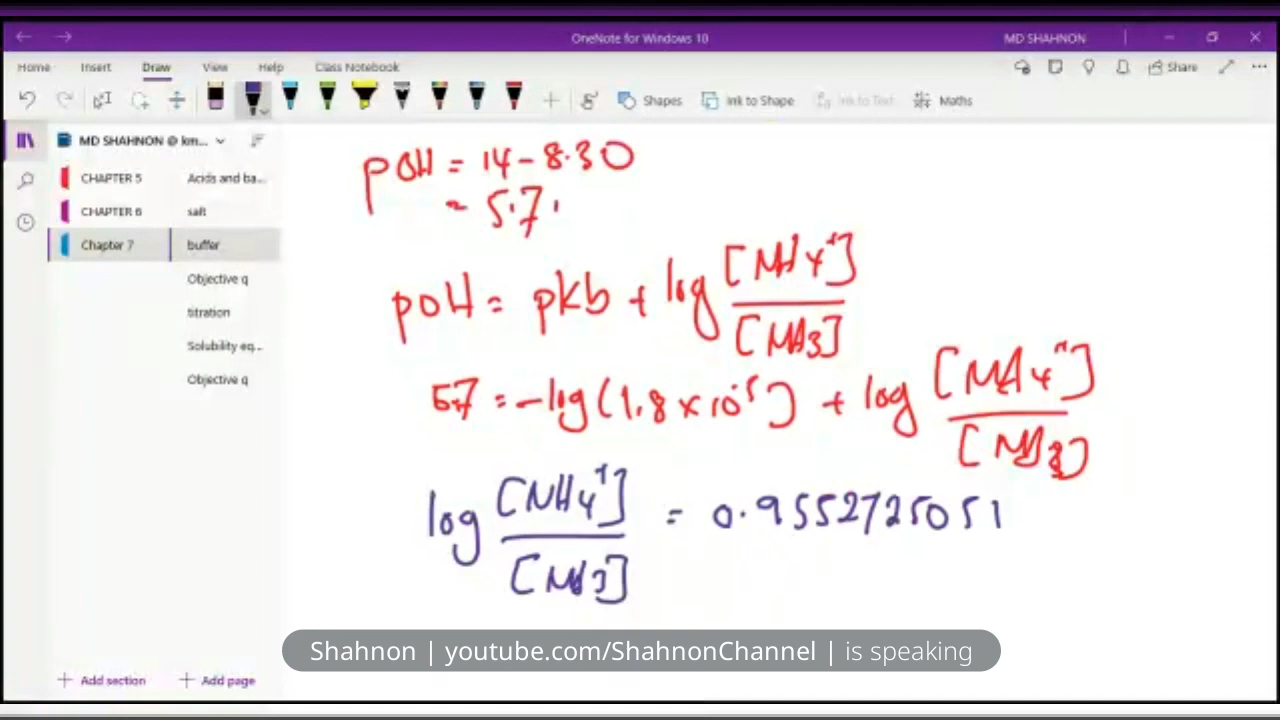 OneNote for Windows 10
MD SHAHNON
Home Insert Draw View Help Class Notebook
Share
Shapes Ink to Shape Ink to Text Maths
MD SHAHNON @ km...
CHAPTER 5 Acids and ba...
CHAPTER 6 salt
Chapter 7 buffer
Objective q
titration
Solubility eq...
Objective q
Add section Add page
pOH = 14 - 8.30
= 5.7.
pOH = pKb + log [NH4+] / [NH3]
5.7 = -log(1.8 x 10^-5) + log [NH4+] / [NH3]
log [NH4+] / [NH3] = 0.9552725051
Shahnon | youtube.com/ShahnonChannel | is speaking